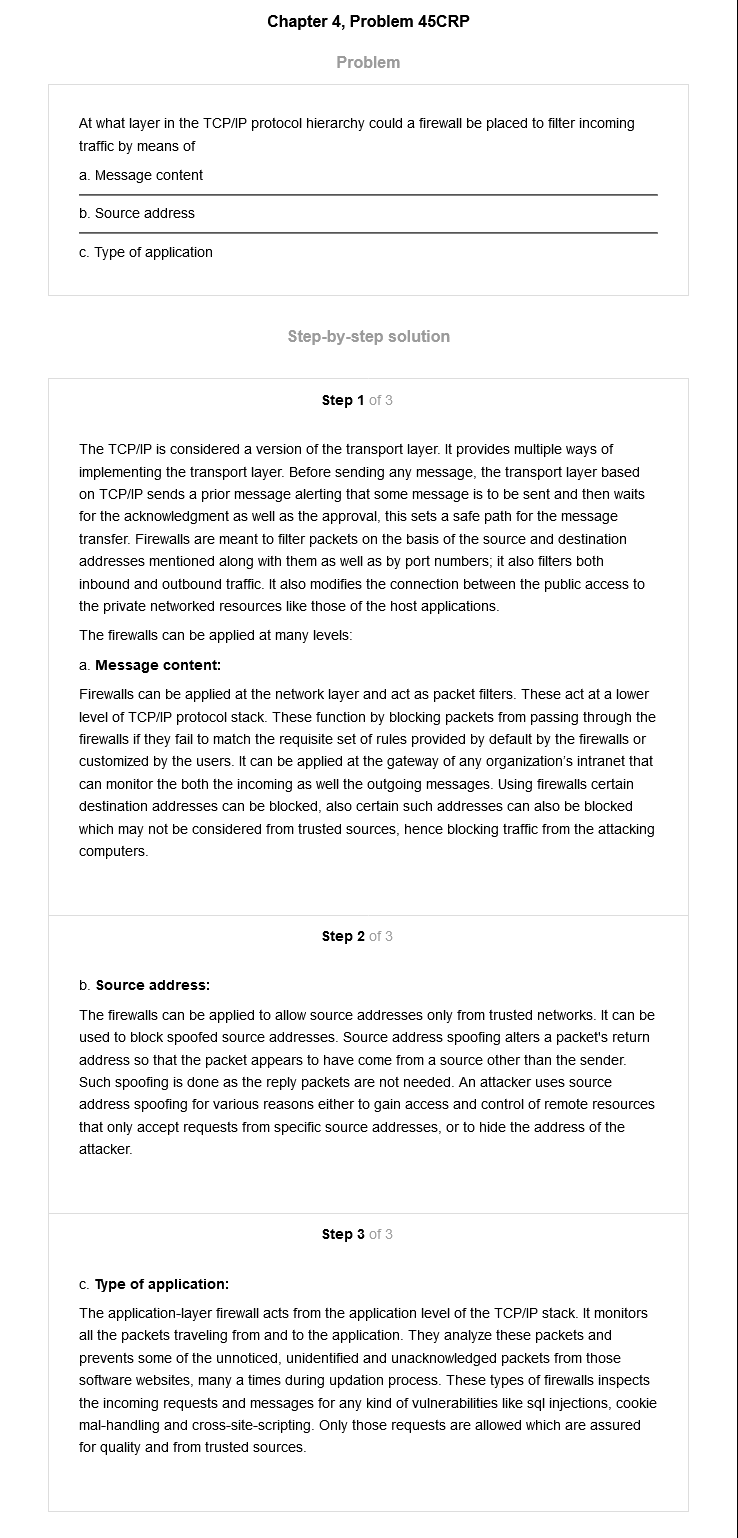 Chapter 4, Problem 45CRP
Problem
At what layer in the TCP/IP protocol hierarchy could a firewall be placed to filter incoming
traffic by means of
a. Message content
b. Source address
c. Type of application
Step-by-step solution
Step 1 of 3
The TCP/IP is considered a version of the transport layer. It provides multiple ways of
implementing the transport layer. Before sending any message, the transport layer based
on TCP/IP sends a prior message alerting that some message is to be sent and then waits
for the acknowledgment as well as the approval, this sets a safe path for the message
transfer. Firewalls are meant to filter packets on the basis of the source and destination
addresses mentioned along with them as well as by port numbers; it also filters both
inbound and outbound traffic. It also modifies the connection between the public access to
the private networked resources like those of the host applications.
The firewalls can be applied at many levels:
a. Message content:
Firewalls can be applied at the network layer and act as packet filters. These act at a lower
level of TCP/IP protocol stack. These function by blocking packets from passing through the
firewalls if they fail to match the requisite set of rules provided by default by the firewalls or
customized by the users. It can be applied at the gateway of any organization's intranet that
can monitor the both the incoming as well the outgoing messages. Using firewalls certain
destination addresses can be blocked, also certain such addresses can also be blocked
which may not be considered from trusted sources, hence blocking traffic from the attacking
computers.
Step 2 of 3
b. Source address:
The firewalls can be applied to allow source addresses only from trusted networks. It can be
used to block spoofed source addresses. Source address spoofing alters a packet's return
address so that the packet appears to have come from a source other than the sender.
Such spoofing is done as the reply packets are not needed. An attacker uses source
address spoofing for various reasons either to gain access and control of remote resources
that only accept requests from specific source addresses, or to hide the address of the
attacker.
Step 3 of 3
c. Type of application:
The application-layer firewall acts from the application level of the TCP/IP stack. It monitors
all the packets traveling from and to the application. They analyze these packets and
prevents some of the unnoticed, unidentified and unacknowledged packets from those
software websites, many a times during updation process. These types of firewalls inspects
the incoming requests and messages for any kind of vulnerabilities like sql injections, cookie
mal-handling and cross-site-scripting. Only those requests are allowed which are assured
for quality and from trusted sources.